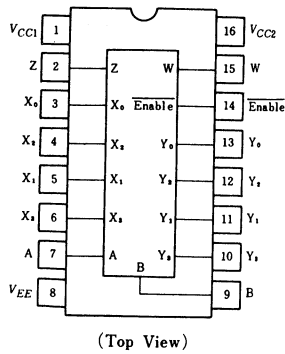 VCC1 1 16 VCC2
Z 2 Z W 15 W
X₀ 3 X₀ Enable 14 Enable
X₂ 4 X₂ Y₀ 13 Y₀
X₁ 5 X₁ Y₂ 12 Y₂
X₃ 6 X₃ Y₁ 11 Y₁
A 7 A Y₃ 10 Y₃
VEE 8 B 9 B
(Top View)